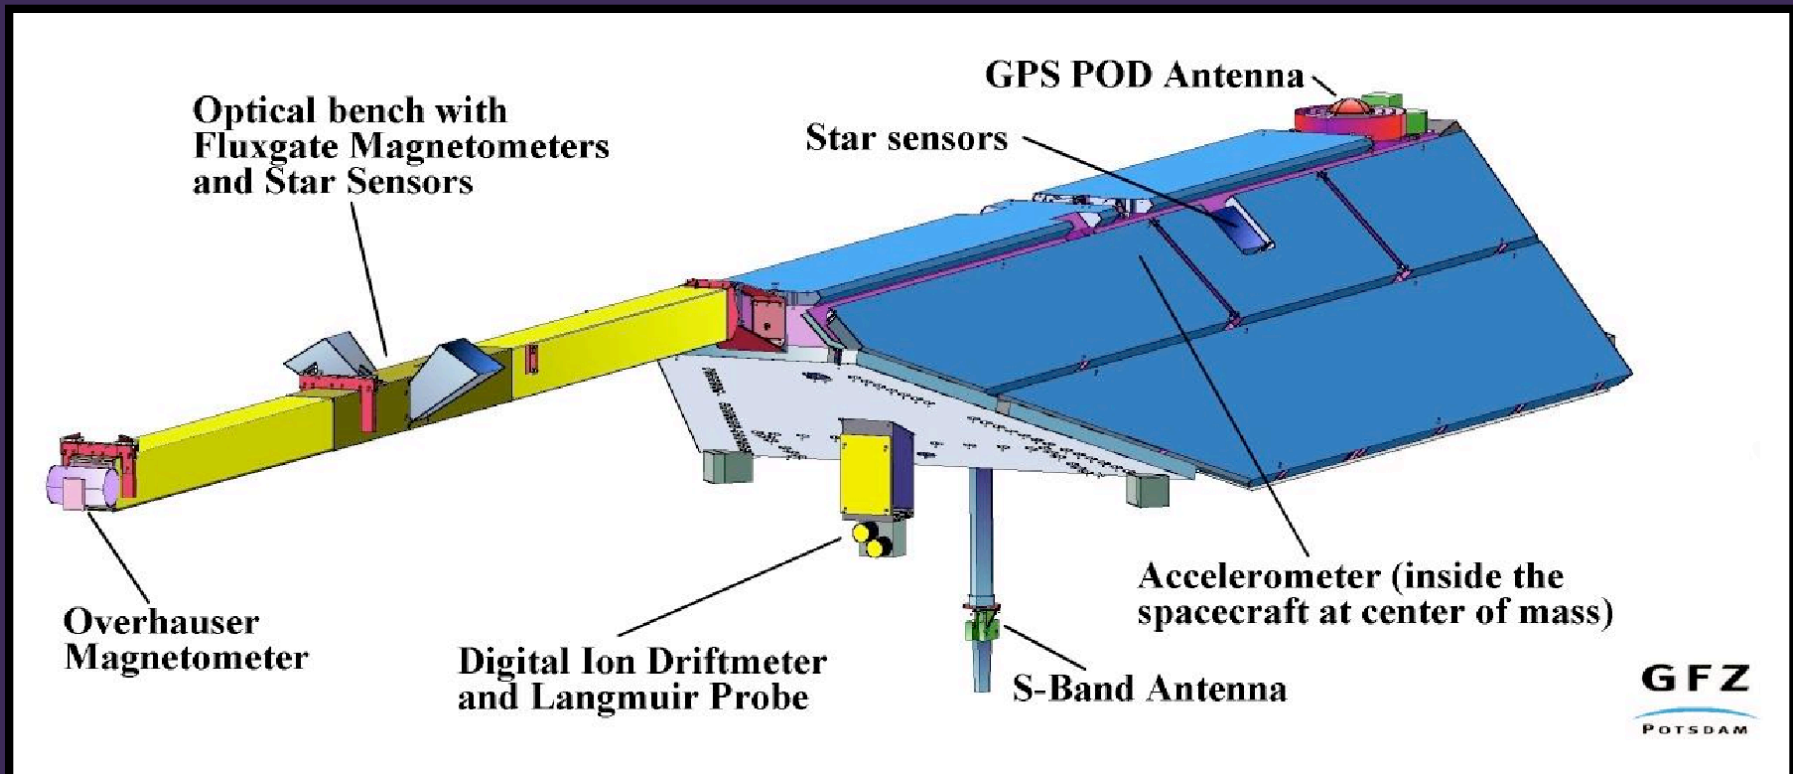 GPS POD Antenna
Optical bench with
Fluxgate Magnetometers
and Star Sensors
Star sensors
Accelerometer (inside the
spacecraft at center of mass)
Overhauser
Magnetometer
Digital Ion Driftmeter
and Langmuir Probe
S-Band Antenna
GFZ
POTSDAM